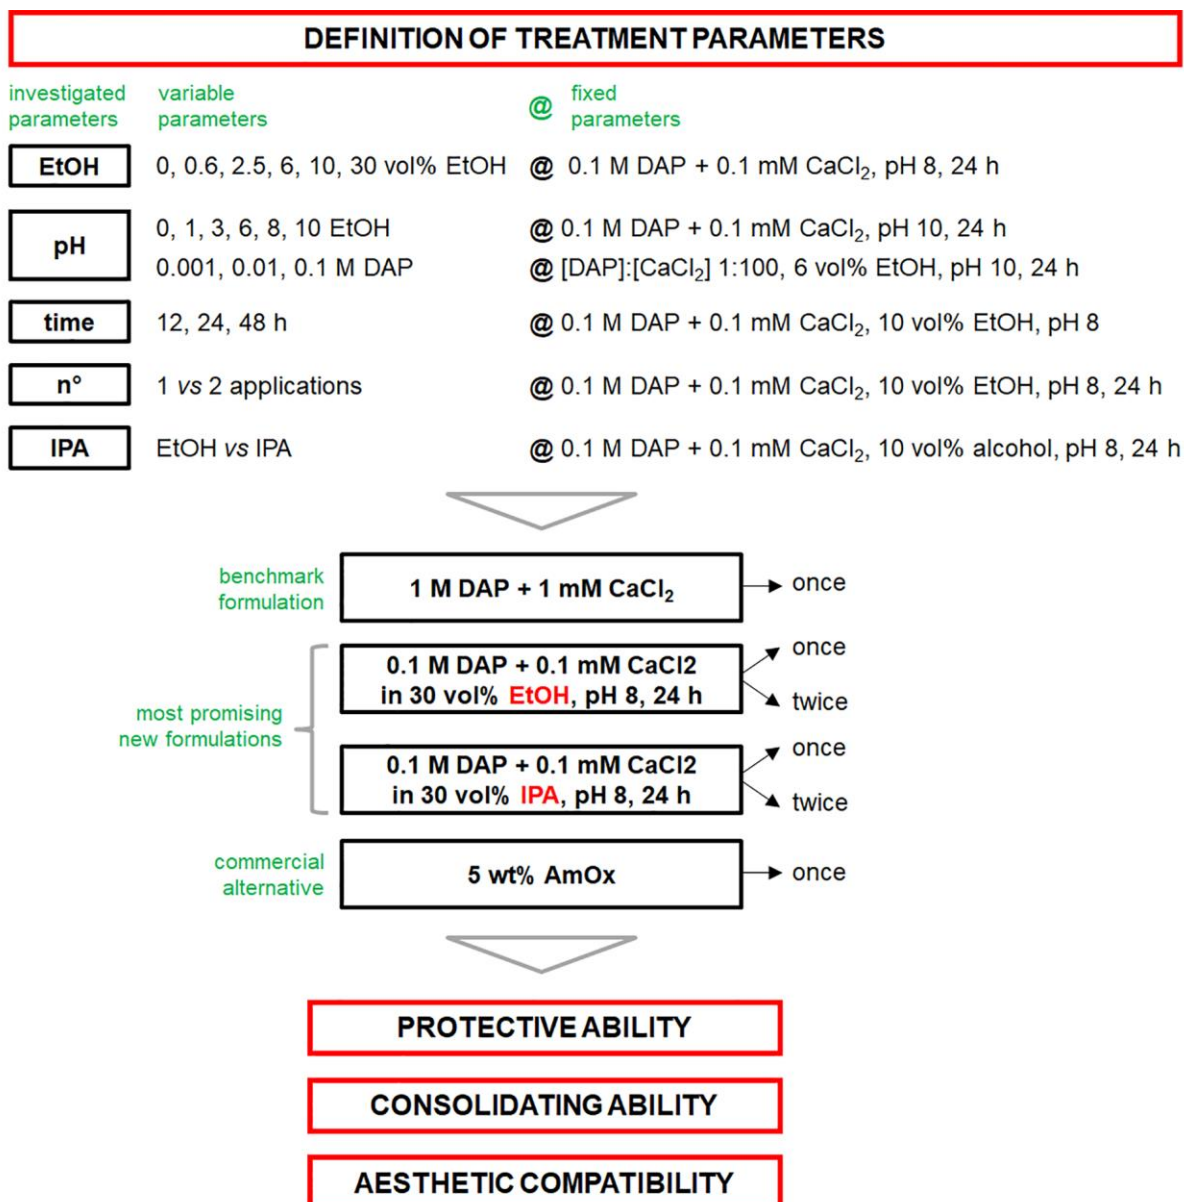 DEFINITION OF TREATMENT PARAMETERS
investigated parameters
variable parameters
@
fixed parameters
EtOH
0, 0.6, 2.5, 6, 10, 30 vol% EtOH
@ 0.1 M DAP + 0.1 mM CaCl₂, pH 8, 24 h
pH
0, 1, 3, 6, 8, 10 EtOH
@ 0.1 M DAP + 0.1 mM CaCl₂, pH 10, 24 h
0.001, 0.01, 0.1 M DAP
@ [DAP]:[CaCl₂] 1:100, 6 vol% EtOH, pH 10, 24 h
time
12, 24, 48 h
@ 0.1 M DAP + 0.1 mM CaCl₂, 10 vol% EtOH, pH 8
n°
1 vs 2 applications
@ 0.1 M DAP + 0.1 mM CaCl₂, 10 vol% EtOH, pH 8, 24 h
IPA
EtOH vs IPA
@ 0.1 M DAP + 0.1 mM CaCl₂, 10 vol% alcohol, pH 8, 24 h
benchmark
formulation
1 M DAP + 1 mM CaCl₂
once
most promising
new formulations
0.1 M DAP + 0.1 mM CaCl2
in 30 vol% EtOH, pH 8, 24 h
once
twice
0.1 M DAP + 0.1 mM CaCl2
in 30 vol% IPA, pH 8, 24 h
once
twice
commercial
alternative
5 wt% AmOx
once
PROTECTIVE ABILITY
CONSOLIDATING ABILITY
AESTHETIC COMPATIBILITY